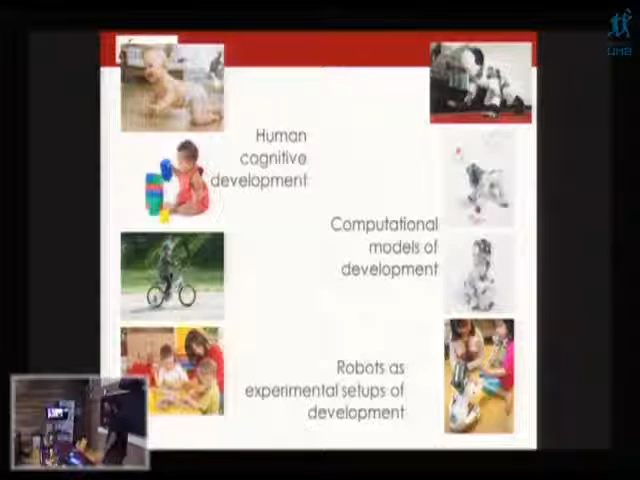 Human
cognitive
development
Computational
models of
development
Robots as
experimental setups of
development